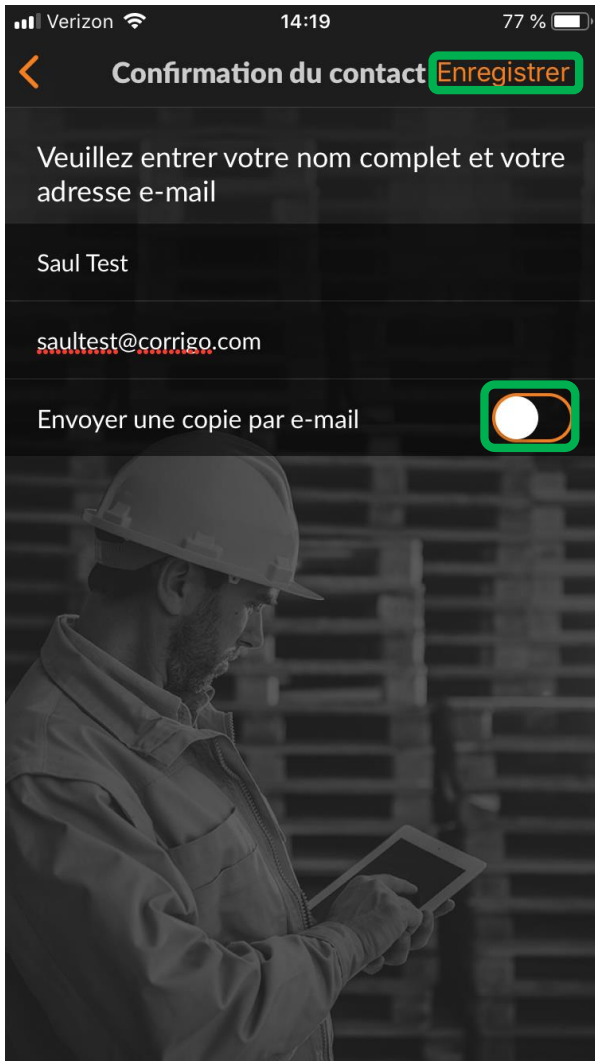 Verizon 14:19 77 %
Confirmation du contact Enregistrer
Veuillez entrer votre nom complet et votre
adresse e-mail
Saul Test
saultest@corrigo.com
Envoyer une copie par e-mail